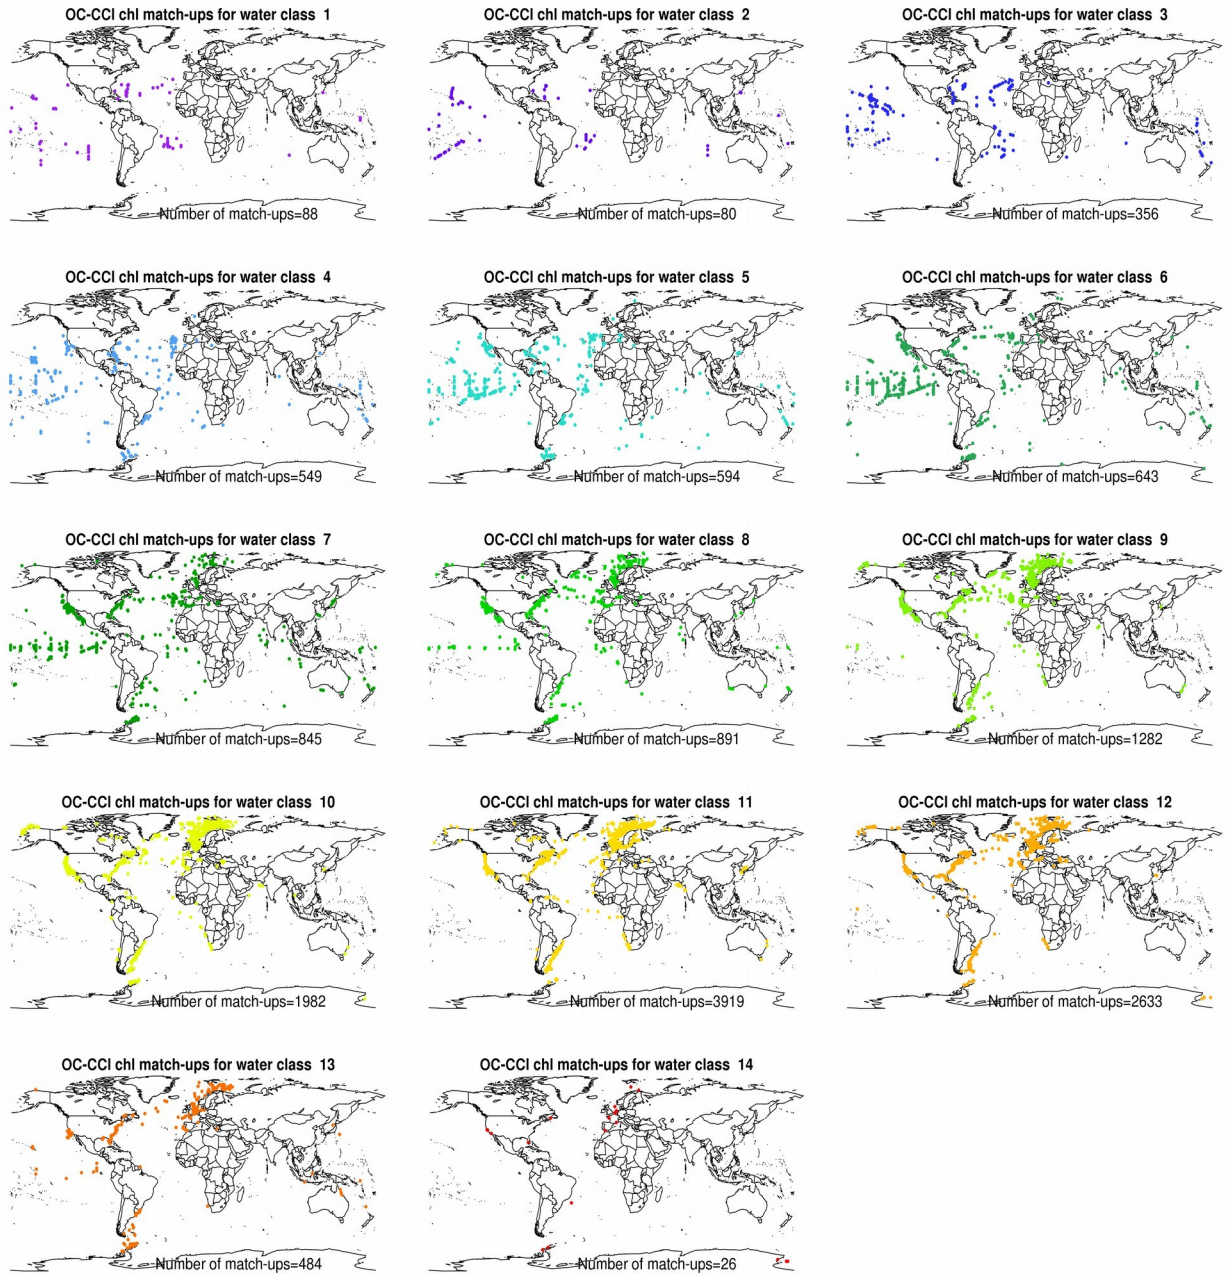 OC-CCI chl match-ups for water class 1
Number of match-ups=88
OC-CCI chl match-ups for water class 2
Number of match-ups=80
OC-CCI chl match-ups for water class 3
Number of match-ups=356
OC-CCI chl match-ups for water class 4
Number of match-ups=549
OC-CCI chl match-ups for water class 5
Number of match-ups=594
OC-CCI chl match-ups for water class 6
Number of match-ups=643
OC-CCI chl match-ups for water class 7
Number of match-ups=845
OC-CCI chl match-ups for water class 8
Number of match-ups=891
OC-CCI chl match-ups for water class 9
Number of match-ups=1282
OC-CCI chl match-ups for water class 10
Number of match-ups=1982
OC-CCI chl match-ups for water class 11
Number of match-ups=3919
OC-CCI chl match-ups for water class 12
Number of match-ups=2633
OC-CCI chl match-ups for water class 13
Number of match-ups=484
OC-CCI chl match-ups for water class 14
Number of match-ups=26